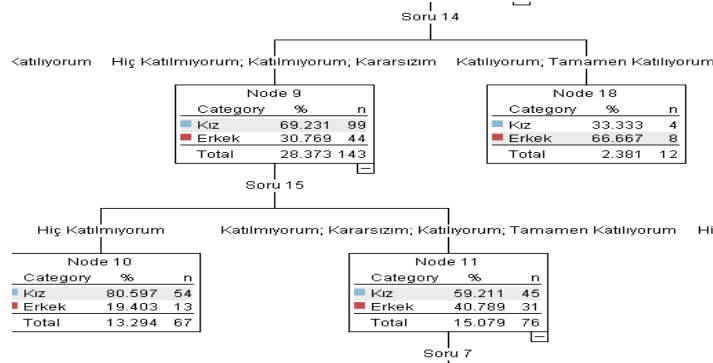 Soru 14
Katılıyorum Hiç Katılmıyorum; Katılmıyorum; Kararsızım Katılıyorum; Tamamen Katılıyorum
Node 9
Category % n
Kız 69.231 99
Erkek 30.769 44
Total 28.373 143
Node 18
Category % n
Kız 33.333 4
Erkek 66.667 8
Total 2.381 12
Soru 15
Hiç Katılmıyorum Katılmıyorum; Kararsızım; Katılıyorum; Tamamen Katılıyorum Hi
Node 10
Category % n
Kız 80.597 54
Erkek 19.403 13
Total 13.294 67
Node 11
Category % n
Kız 59.211 45
Erkek 40.789 31
Total 15.079 76
Soru 7